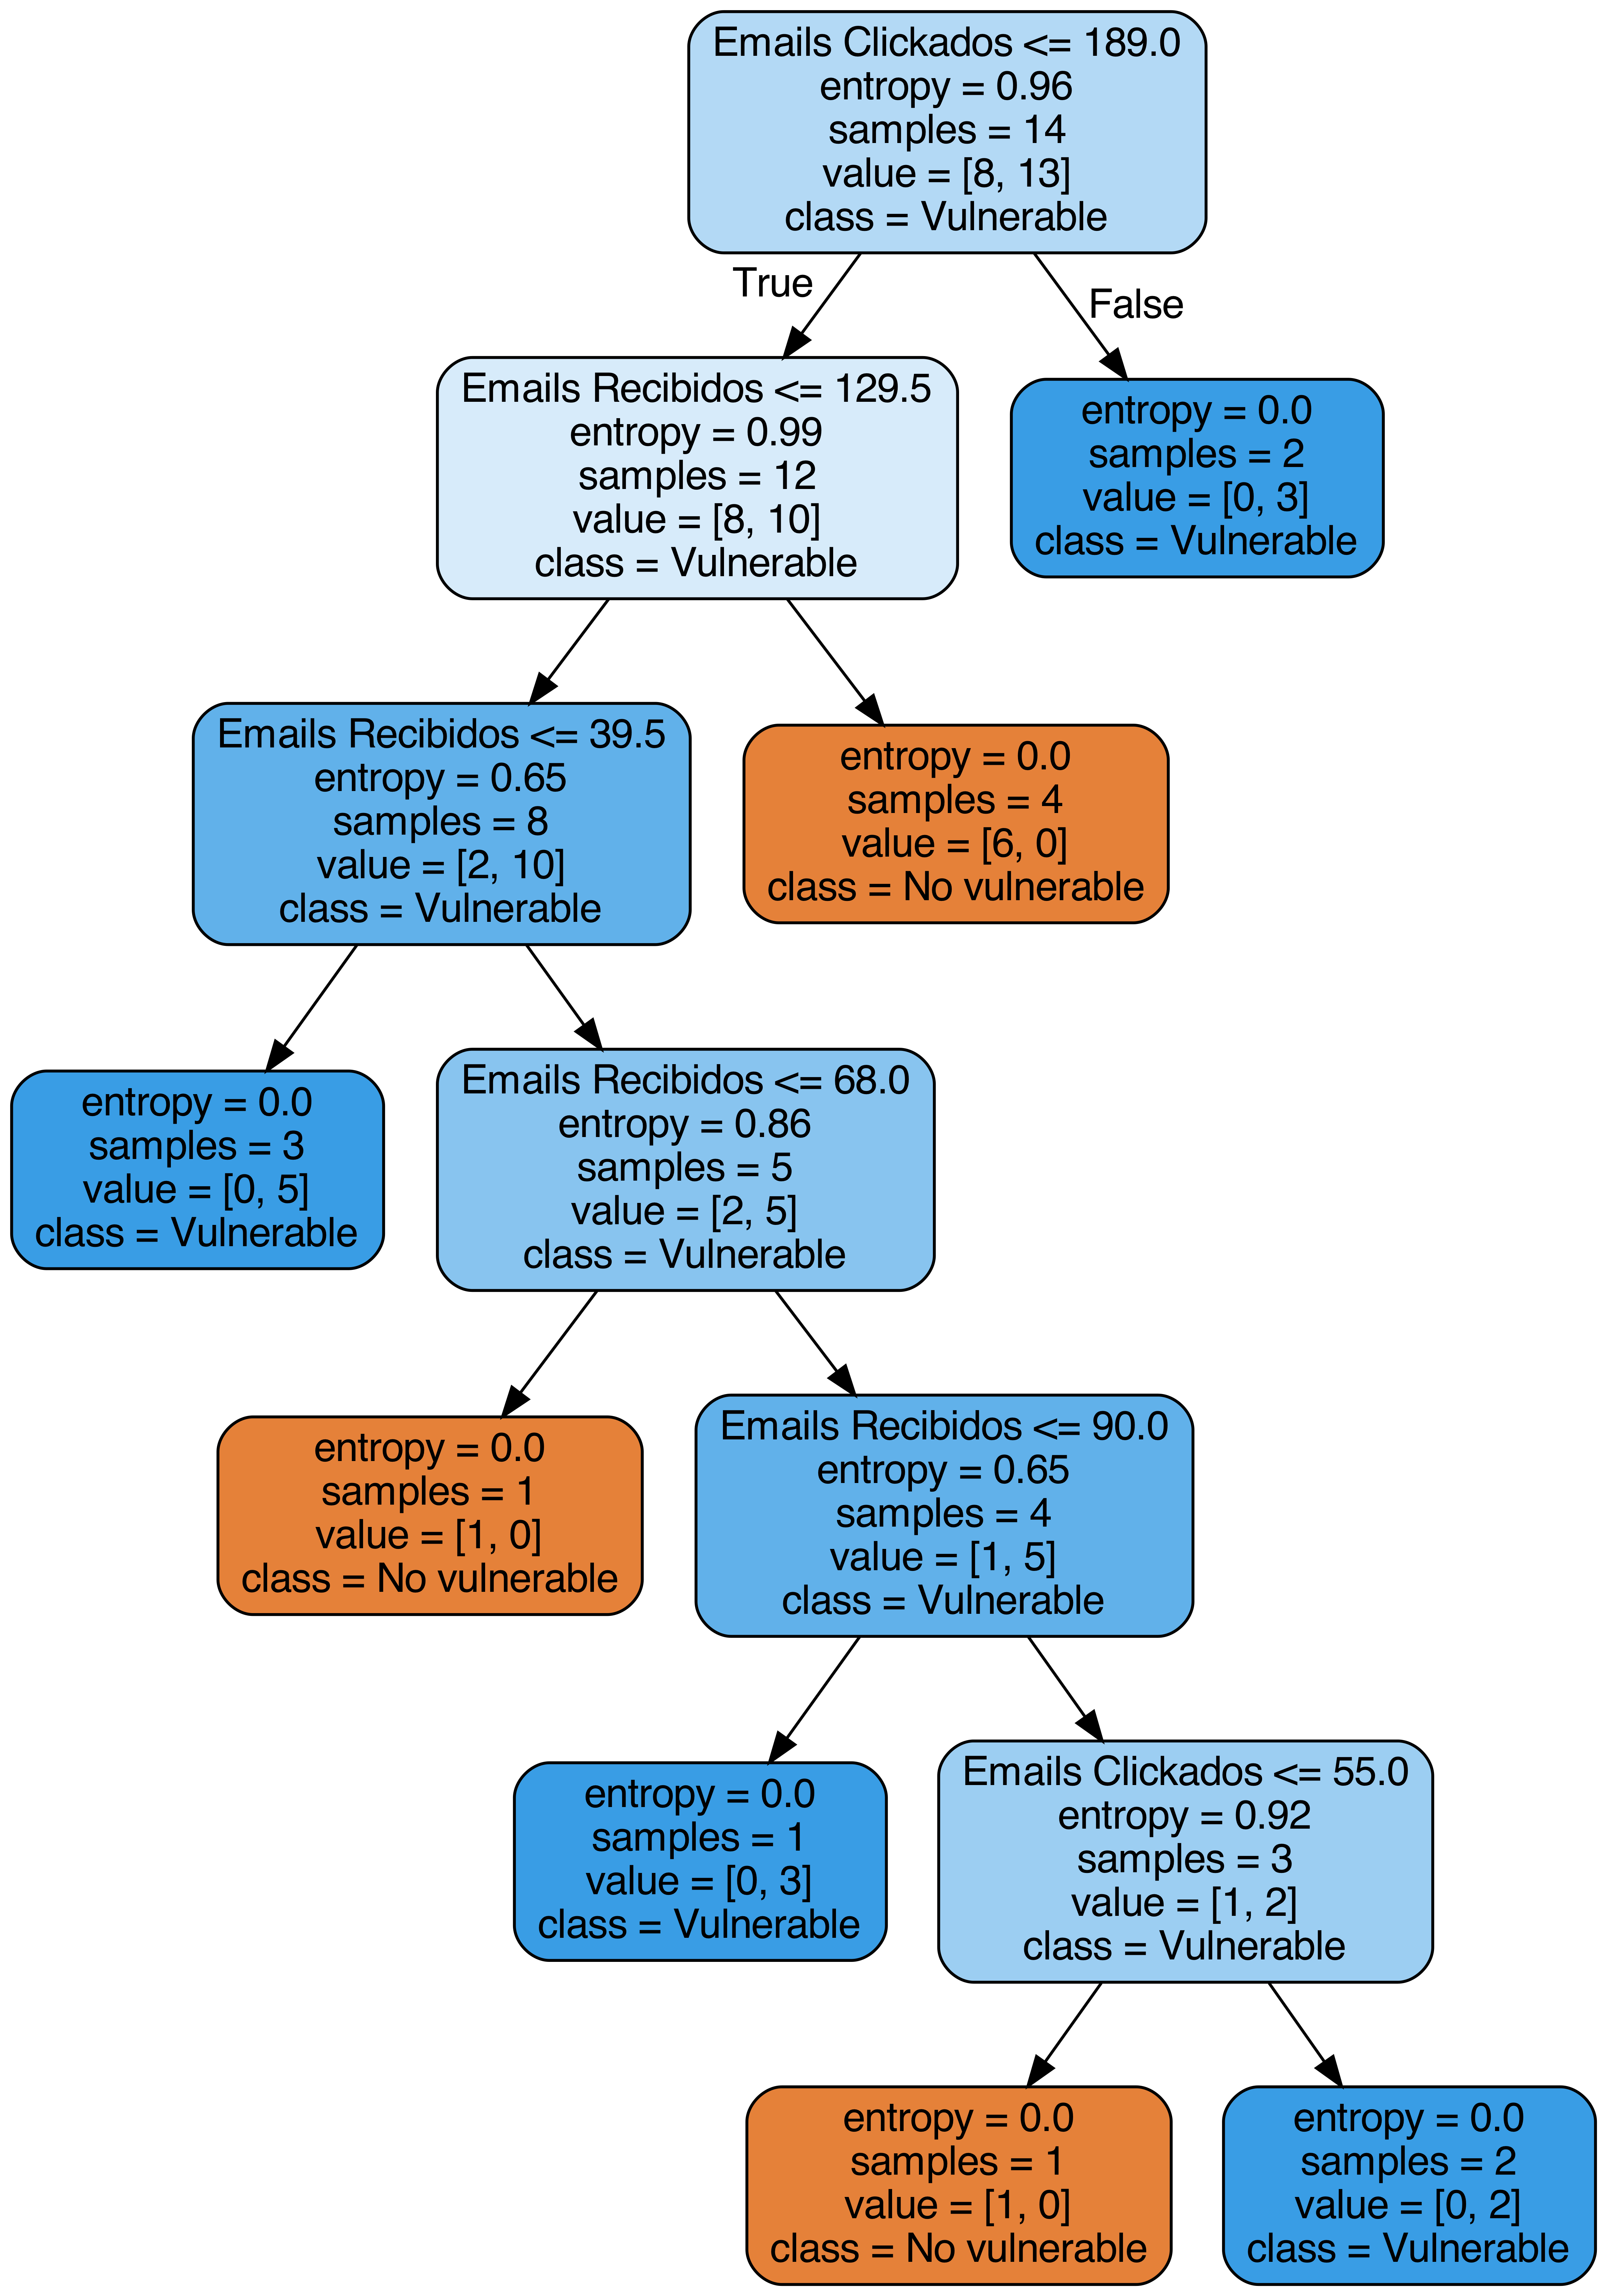 Emails Clickados <= 189.0
entropy = 0.96
samples = 14
value = [8, 13]
class = Vulnerable
True
False
Emails Recibidos <= 129.5
entropy = 0.99
samples = 12
value = [8, 10]
class = Vulnerable
entropy = 0.0
samples = 2
value = [0, 3]
class = Vulnerable
Emails Recibidos <= 39.5
entropy = 0.65
samples = 8
value = [2, 10]
class = Vulnerable
entropy = 0.0
samples = 4
value = [6, 0]
class = No vulnerable
entropy = 0.0
samples = 3
value = [0, 5]
class = Vulnerable
Emails Recibidos <= 68.0
entropy = 0.86
samples = 5
value = [2, 5]
class = Vulnerable
entropy = 0.0
samples = 1
value = [1, 0]
class = No vulnerable
Emails Recibidos <= 90.0
entropy = 0.65
samples = 4
value = [1, 5]
class = Vulnerable
entropy = 0.0
samples = 1
value = [0, 3]
class = Vulnerable
Emails Clickados <= 55.0
entropy = 0.92
samples = 3
value = [1, 2]
class = Vulnerable
entropy = 0.0
samples = 1
value = [1, 0]
class = No vulnerable
entropy = 0.0
samples = 2
value = [0, 2]
class = Vulnerable